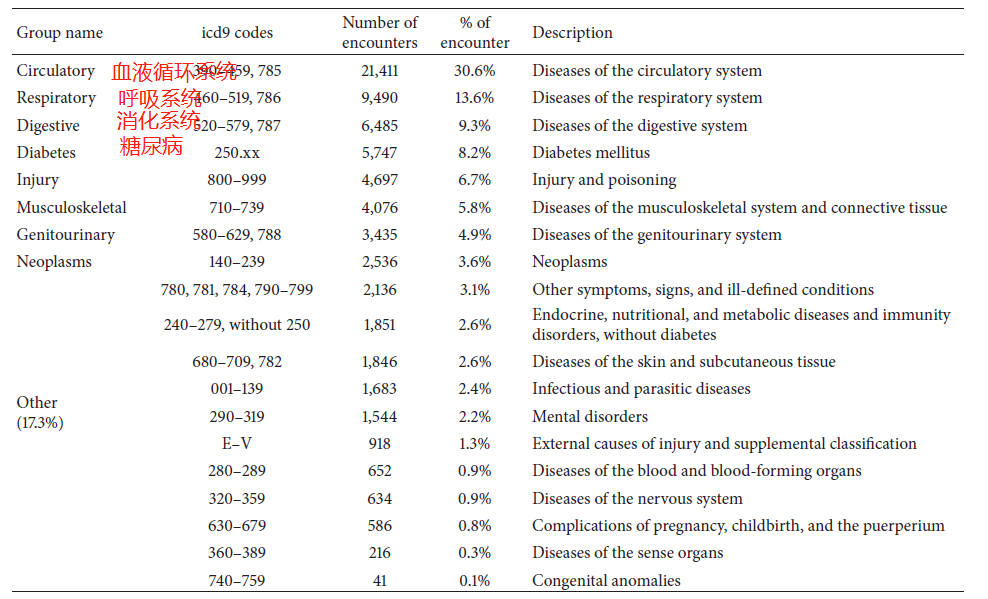 Group name icd9 codes Number of encounters % of encounter Description
Circulatory 血液循环系统 390–459, 785 21,411 30.6% Diseases of the circulatory system
Respiratory 呼吸系统 460–519, 786 9,490 13.6% Diseases of the respiratory system
Digestive 消化系统 520–579, 787 6,485 9.3% Diseases of the digestive system
Diabetes 糖尿病 250.xx 5,747 8.2% Diabetes mellitus
Injury 800–999 4,697 6.7% Injury and poisoning
Musculoskeletal 710–739 4,076 5.8% Diseases of the musculoskeletal system and connective tissue
Genitourinary 580–629, 788 3,435 4.9% Diseases of the genitourinary system
Neoplasms 140–239 2,536 3.6% Neoplasms
780, 781, 784, 790–799 2,136 3.1% Other symptoms, signs, and ill-defined conditions
240–279, without 250 1,851 2.6% Endocrine, nutritional, and metabolic diseases and immunity
disorders, without diabetes
680–709, 782 1,846 2.6% Diseases of the skin and subcutaneous tissue
Other
(17.3%)
001–139 1,683 2.4% Infectious and parasitic diseases
290–319 1,544 2.2% Mental disorders
E–V 918 1.3% External causes of injury and supplemental classification
280–289 652 0.9% Diseases of the blood and blood-forming organs
320–359 634 0.9% Diseases of the nervous system
630–679 586 0.8% Complications of pregnancy, childbirth, and the puerperium
360–389 216 0.3% Diseases of the sense organs
740–759 41 0.1% Congenital anomalies